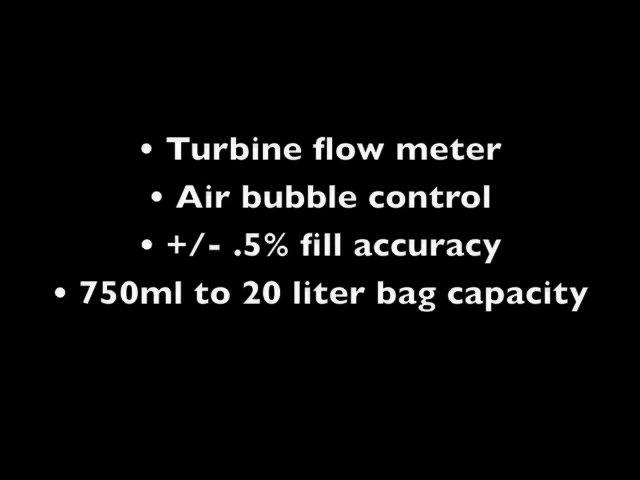 • Turbine flow meter
• Air bubble control
• +/- .5% fill accuracy
• 750ml to 20 liter bag capacity